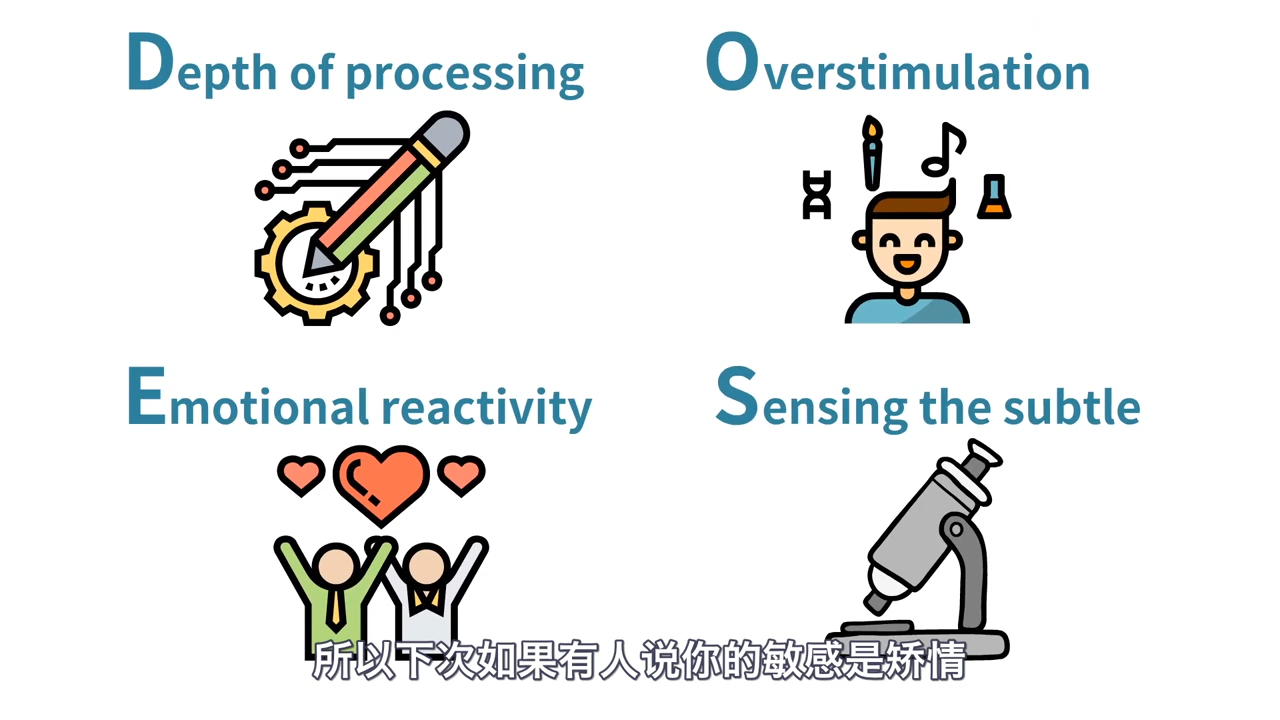 Depth of processing
Overstimulation
Emotional reactivity
Sensing the subtle
所以下次如果有人说你的敏感是矫情